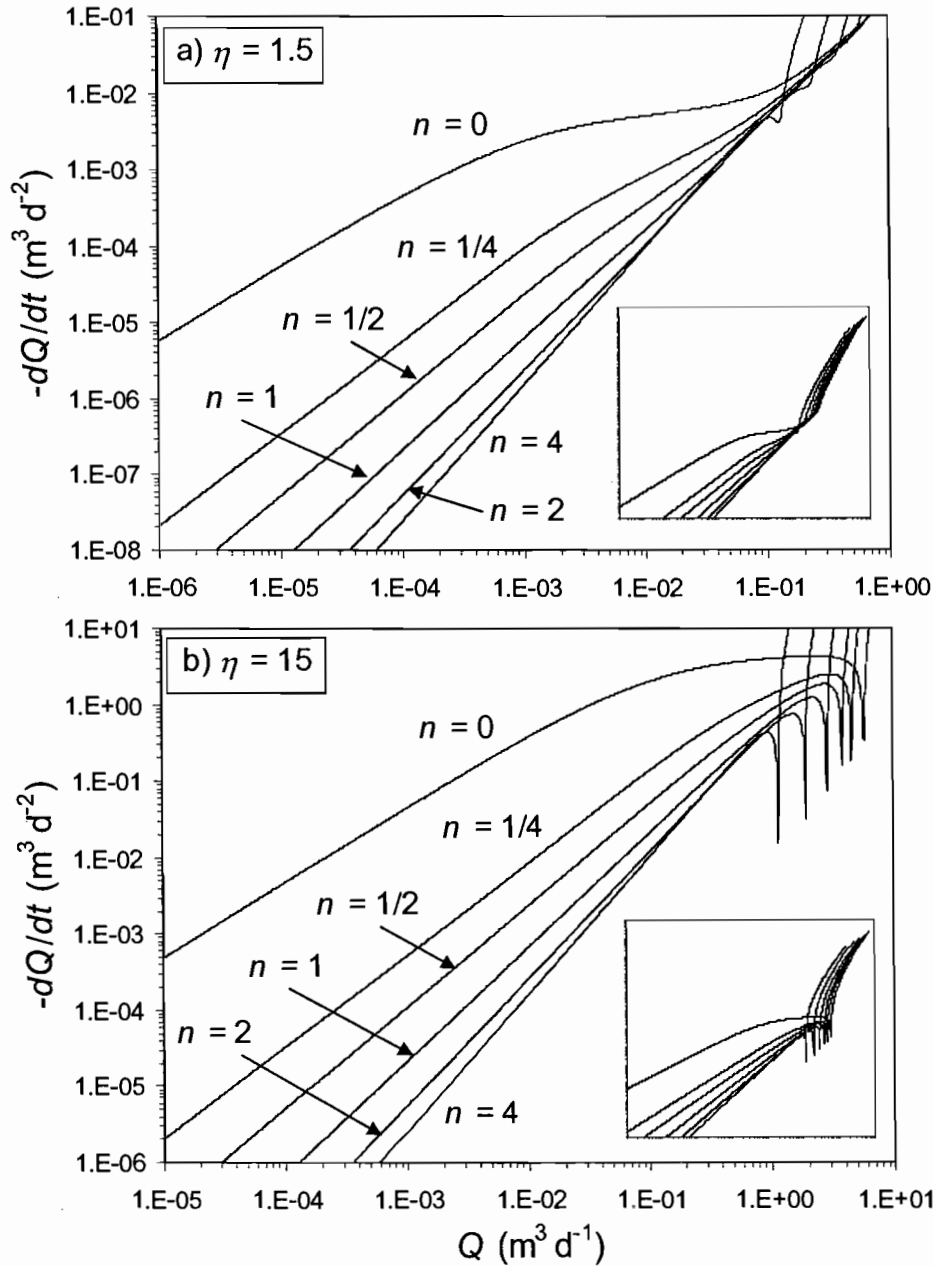 a) η = 1.5
1.E-01
1.E-02
1.E-03
1.E-04
1.E-05
1.E-06
1.E-07
1.E-08
-dQ/dt (m³ d⁻²)
n = 0
n = 1/4
n = 1/2
n = 1
n = 4
n = 2
1.E-06 1.E-05 1.E-04 1.E-03 1.E-02 1.E-01 1.E+00
b) η = 15
1.E+01
1.E+00
1.E-01
1.E-02
1.E-03
1.E-04
1.E-05
1.E-06
-dQ/dt (m³ d⁻²)
n = 0
n = 1/4
n = 1/2
n = 1
n = 2
n = 4
1.E-05 1.E-04 1.E-03 1.E-02 1.E-01 1.E+00 1.E+01
Q (m³ d⁻¹)